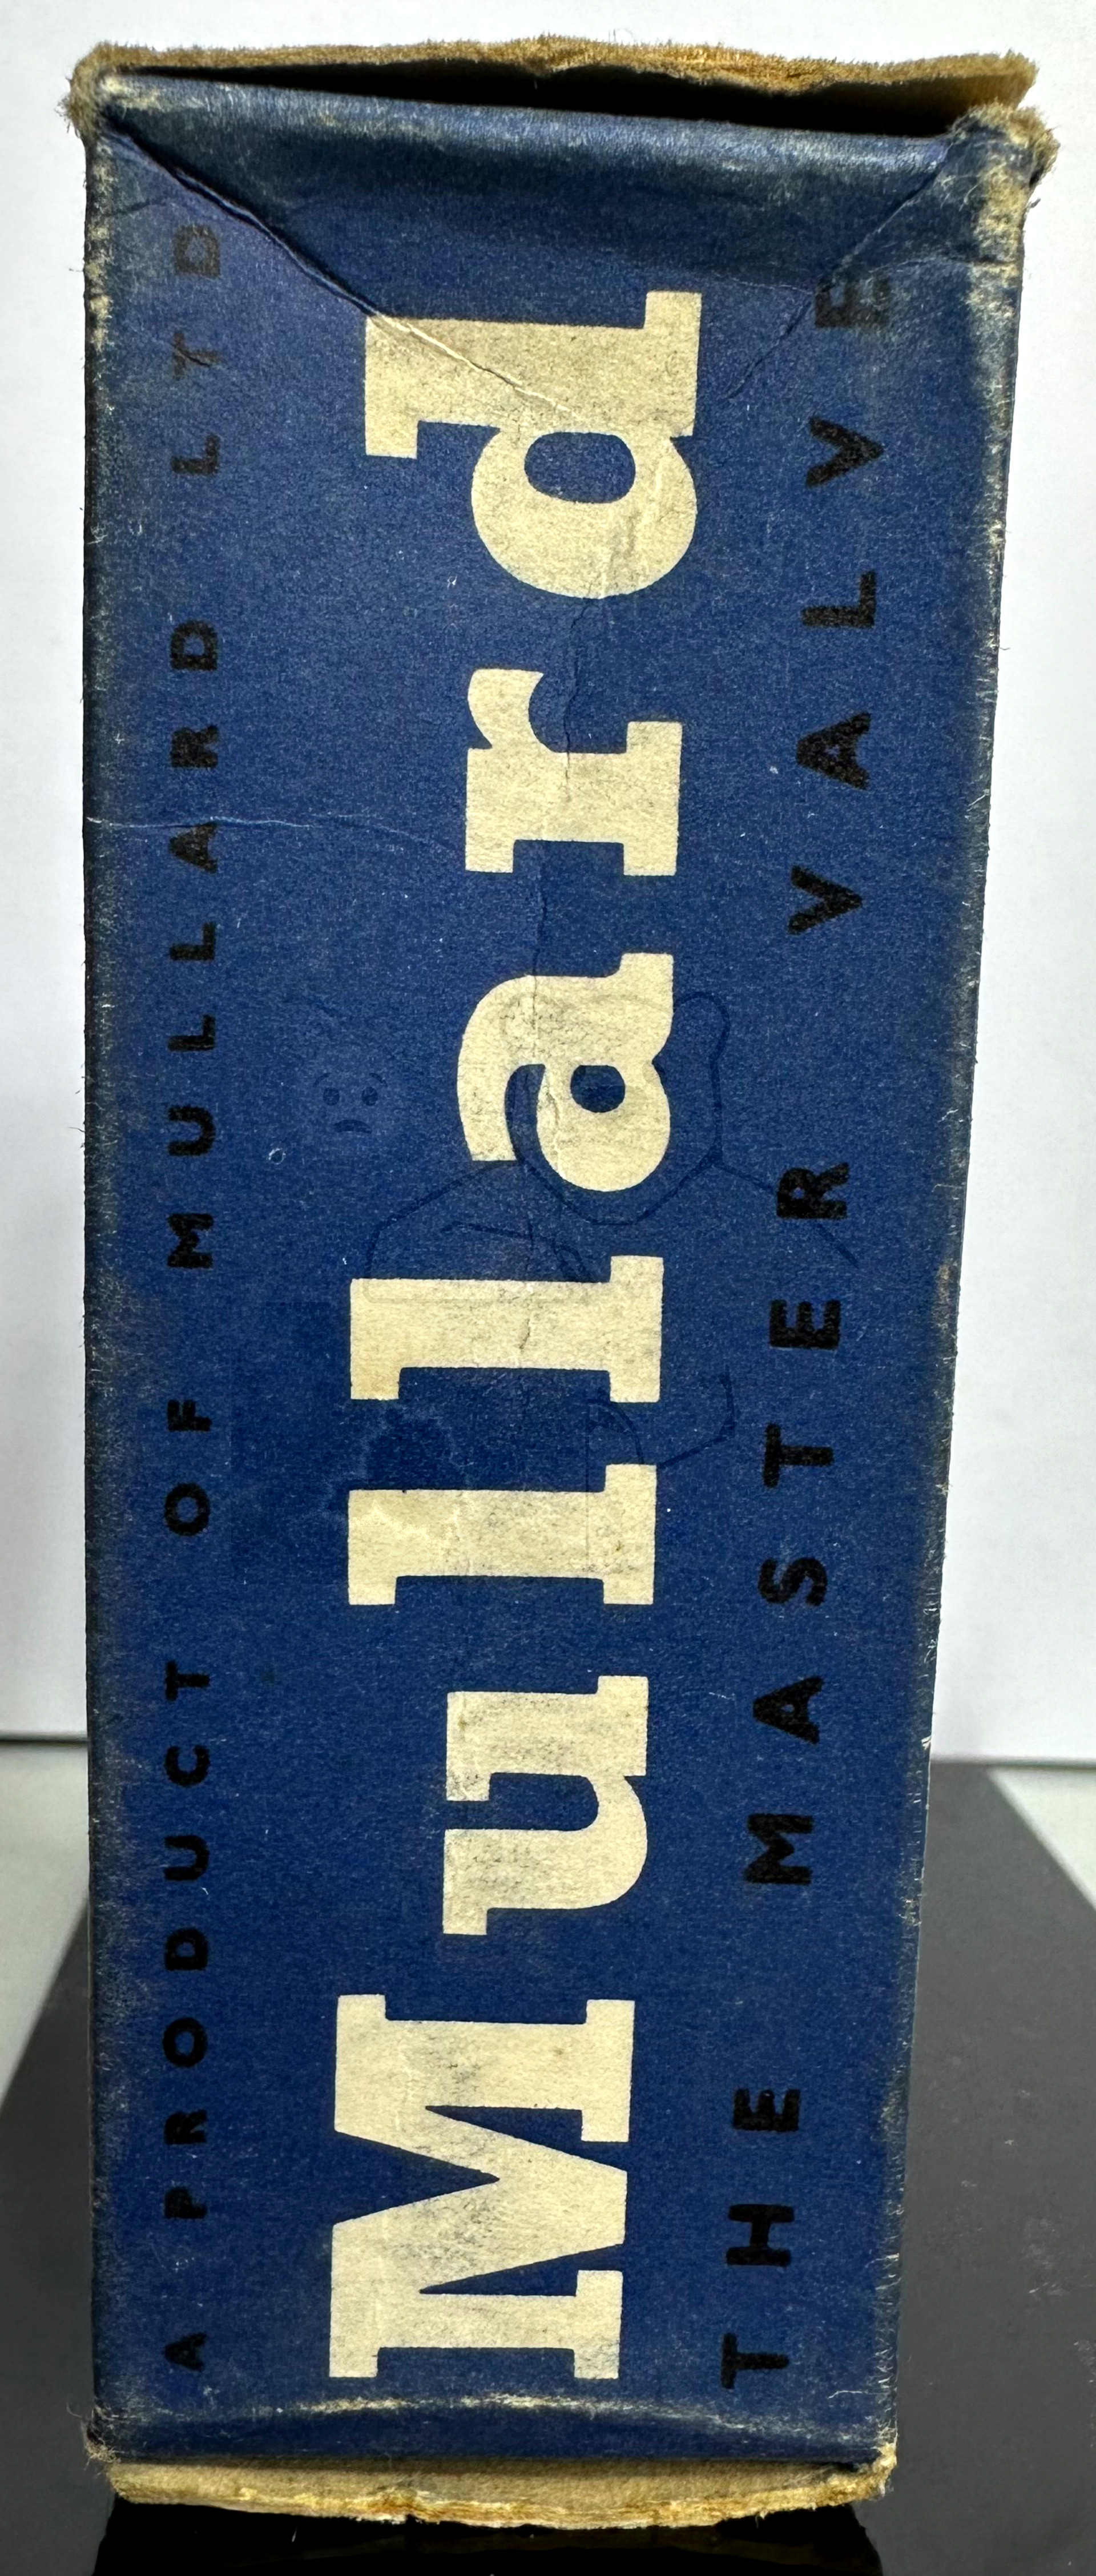 A PRODUCT OF MULLARD LTD
Mullard
THE MASTER VALVE